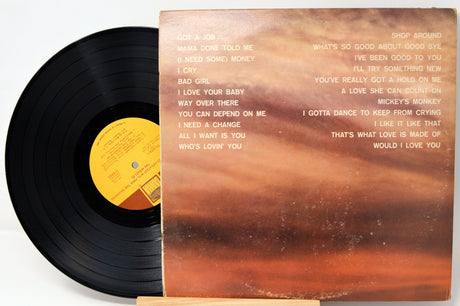 GOT A JOB
MAMA DONE TOLD ME
(I NEED SOME) MONEY
I CRY
BAD GIRL
I LOVE YOUR BABY
WAY OVER THERE
YOU CAN DEPEND ON ME
I NEED A CHANGE
ALL I WANT IS YOU
WHO'S LOVIN' YOU
SHOP AROUND
WHAT'S SO GOOD ABOUT GOOD BYE
I'VE BEEN GOOD TO YOU
I'LL TRY SOMETHING NEW
YOU'VE REALLY GOT A HOLD ON ME
A LOVE SHE CAN COUNT ON
MICKEY'S MONKEY
I GOTTA DANCE TO KEEP FROM CRYING
I LIKE IT LIKE THAT
THAT'S WHAT LOVE IS MADE OF
WOULD I LOVE YOU